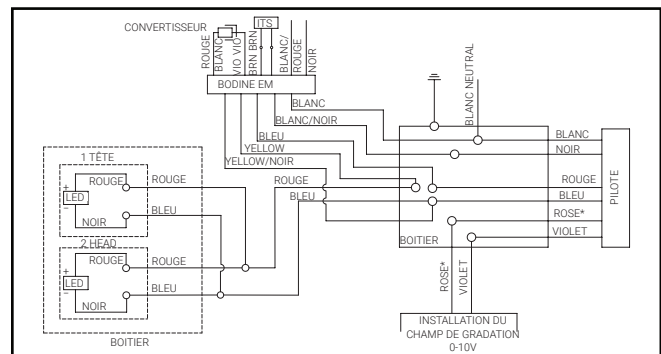 CONVERTISSEUR
ITS
ROUGE
BLANC
VIO
VIO
BRN
BRN
BLANC/
ROUGE
NOIR
BODINE EM
BLANC NEUTRAL
BLANC
BLANC/NOIR
BLEU
YELLOW
YELLOW/NOIR
BLANC
NOIR
ROUGE
BLEU
ROSE*
VIOLET
PILOTE
BOITIER
1 TÊTE
ROUGE
ROUGE
ROUGE
+
LED
−
NOIR
BLEU
BLEU
2 HEAD
ROUGE
ROUGE
+
LED
−
NOIR
BLEU
BOITIER
ROSE*
VIOLET
INSTALLATION DU
CHAMP DE GRADATION
0-10V